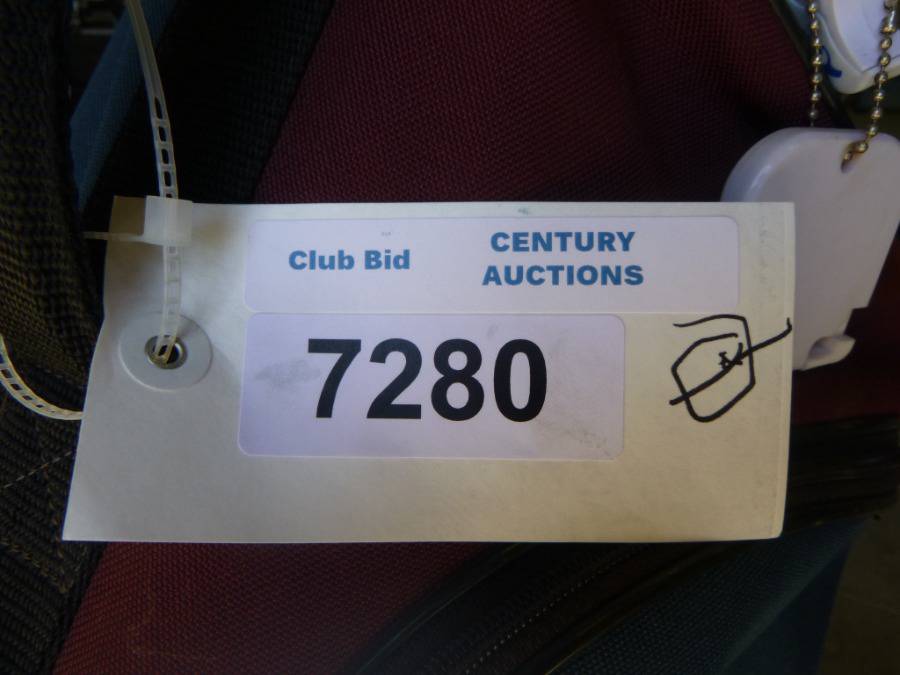 Club Bid
CENTURY
AUCTIONS
7280